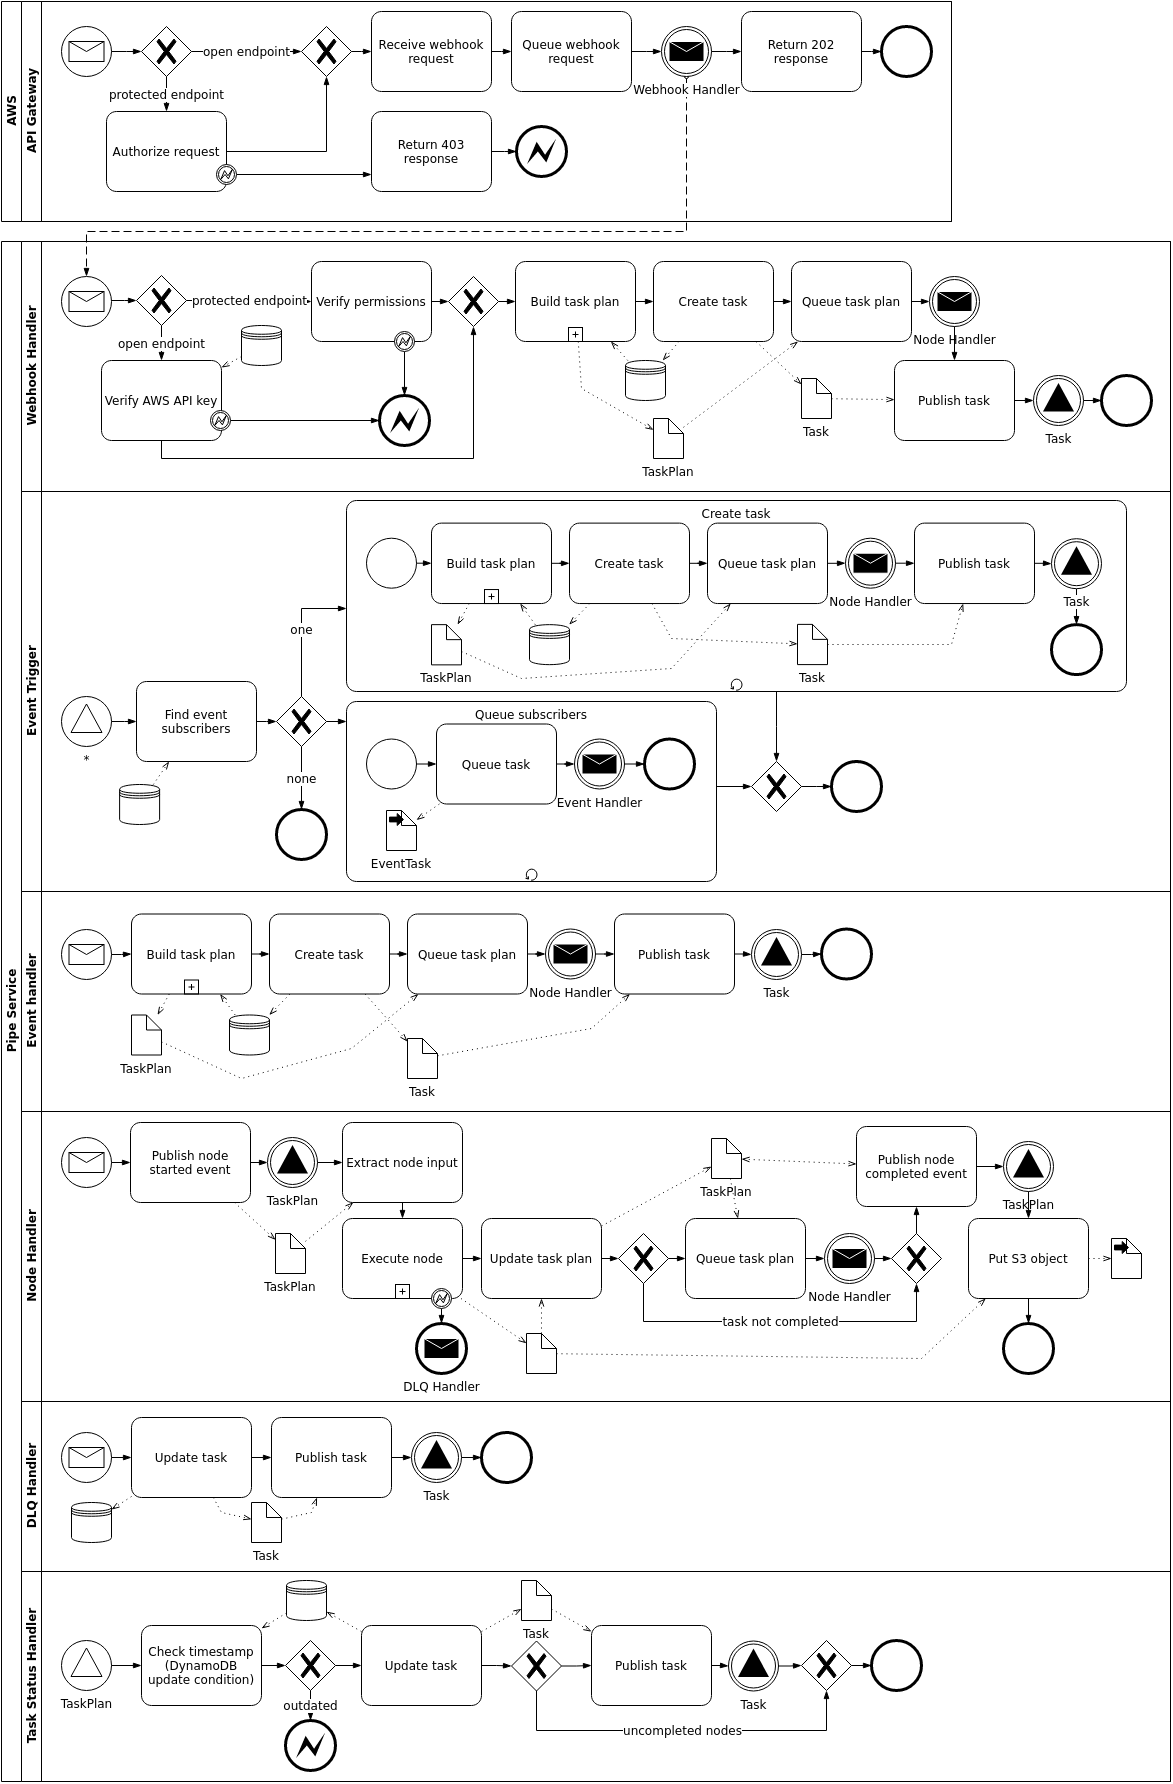 AWS
API Gateway
open endpoint
protected endpoint
Receive webhook
request
Queue webhook
request
Webhook Handler
Return 202
response
Authorize request
Return 403
response
Pipe Service
Webhook Handler
protected endpoint
open endpoint
Verify permissions
Build task plan
Create task
Queue task plan
Node Handler
Verify AWS API key
Publish task
Task
Task
TaskPlan
Event Trigger
Create task
Build task plan
Create task
Queue task plan
Node Handler
Publish task
Task
TaskPlan
Task
one
Find event
subscribers
*
none
Queue subscribers
Queue task
Event Handler
EventTask
Event handler
Build task plan
Create task
Queue task plan
Node Handler
Publish task
Task
TaskPlan
Task
Node Handler
Publish node
started event
TaskPlan
Extract node input
TaskPlan
Publish node
completed event
TaskPlan
TaskPlan
Execute node
Update task plan
Queue task plan
Node Handler
Put S3 object
task not completed
DLQ Handler
DLQ Handler
Update task
Publish task
Task
Task
Task Status Handler
TaskPlan
Check timestamp
(DynamoDB
update condition)
outdated
Update task
Task
Publish task
Task
uncompleted nodes